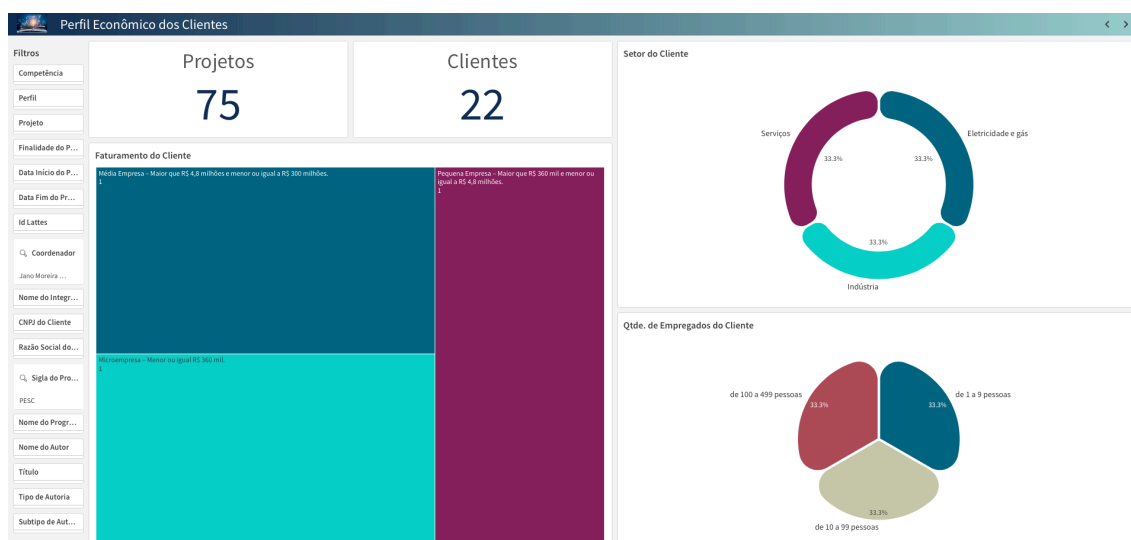 Perfil Econômico dos Clientes
Filtros
Competência
Perfil
Projeto
Finalidade do P...
Data Início do P...
Data Fim do Pr...
Id Lattes
Coordenador
Jano Moreira ...
Nome do Integr...
CNPJ do Cliente
Razão Social do...
Sigla do Pro...
PESC
Nome do Progr...
Nome do Autor
Título
Tipo de Autoria
Subtipo de Aut...
Projetos
75
Clientes
22
Faturamento do Cliente
Média Empresa – Maior que R$ 4,8 milhões e menor ou igual a R$ 300 milhões.
1
Pequena Empresa – Maior que R$ 360 mil e menor ou
igual a R$ 4,8 milhões.
1
Microempresa – Menor ou igual R$ 360 mil.
1
Setor do Cliente
Serviços
33.3%
33.3%
Eletricidade e gás
33.3%
Indústria
Qtde. de Empregados do Cliente
de 100 a 499 pessoas
33.3%
33.3%
de 1 a 9 pessoas
33.3%
de 10 a 99 pessoas